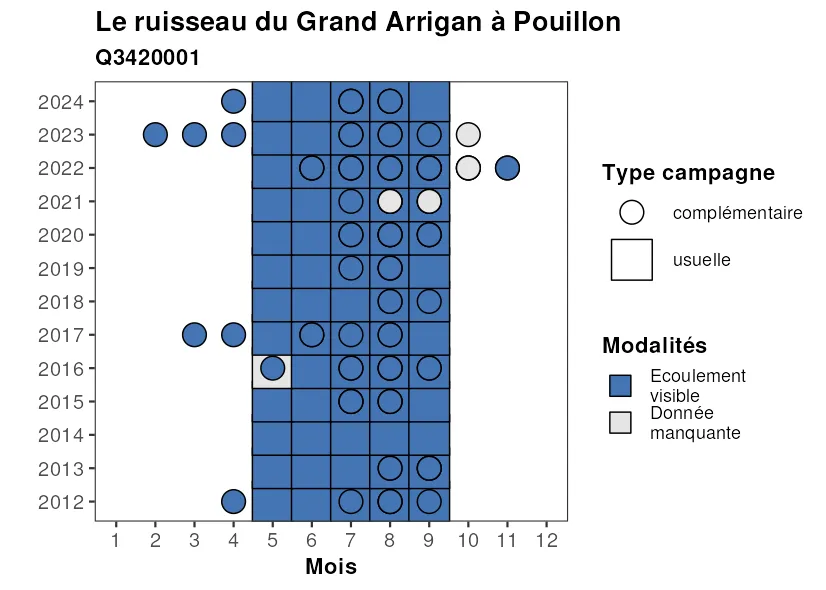 Le ruisseau du Grand Arrigan à Pouillon
Q3420001
2024
2023
2022
2021
2020
2019
2018
2017
2016
2015
2014
2013
2012
1 2 3 4 5 6 7 8 9 10 11 12
Mois
Type campagne
complémentaire
usuelle
Modalités
Ecoulement
visible
Donnée
manquante